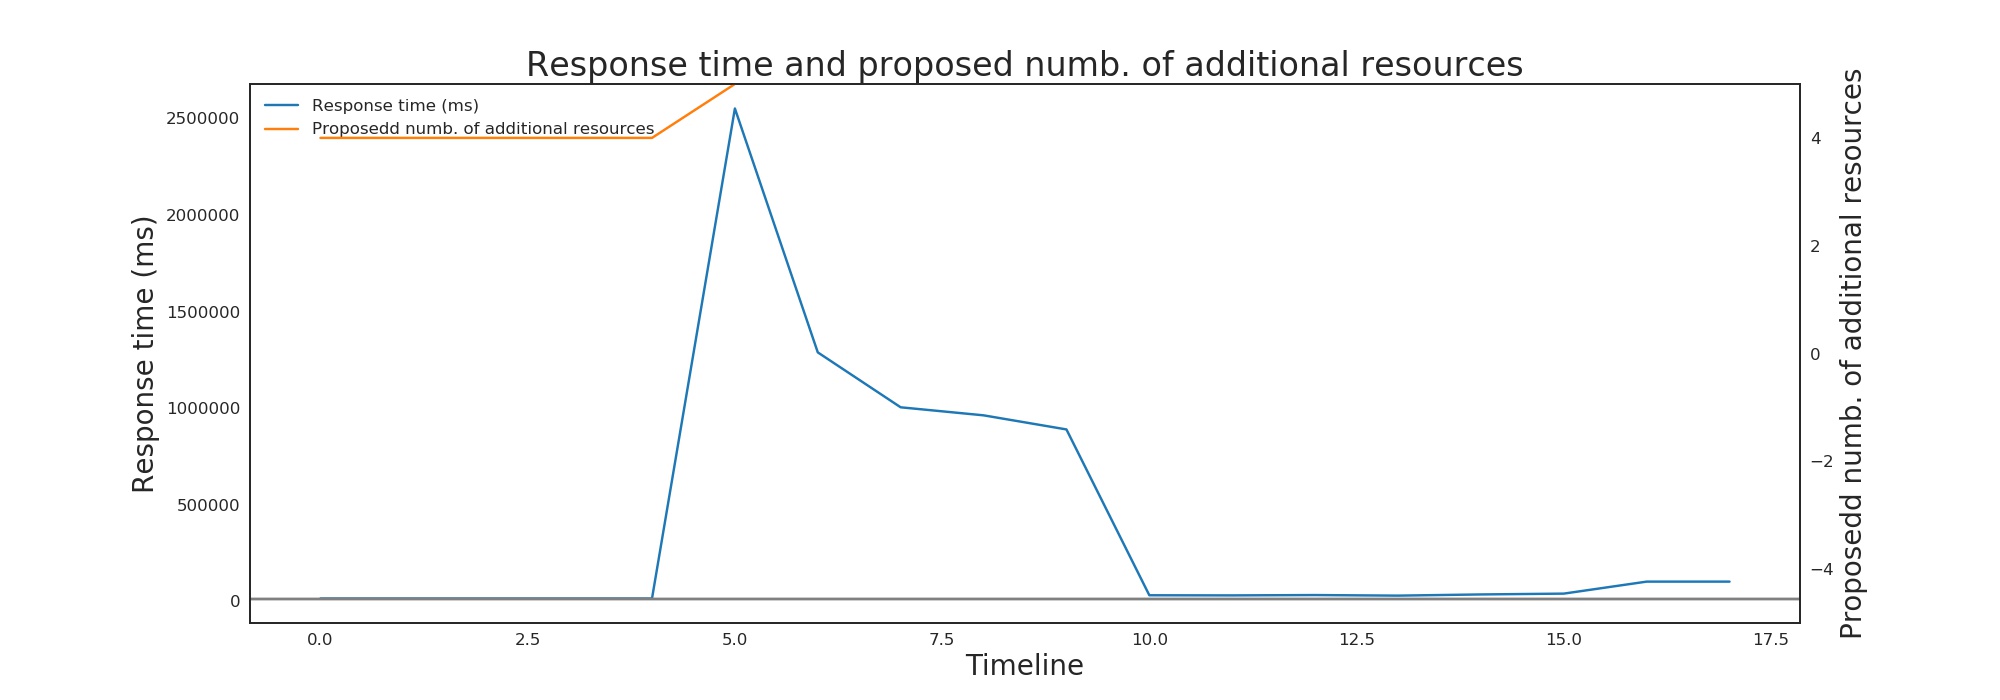 Response time and proposed numb. of additional resources
Response time (ms)
Proposedd numb. of additional resources
Response time (ms)
2500000
2000000
1500000
1000000
500000
0
4
2
0
−2
−4
Proposedd numb. of additional resources
0.0 2.5 5.0 7.5 10.0 12.5 15.0 17.5
Timeline